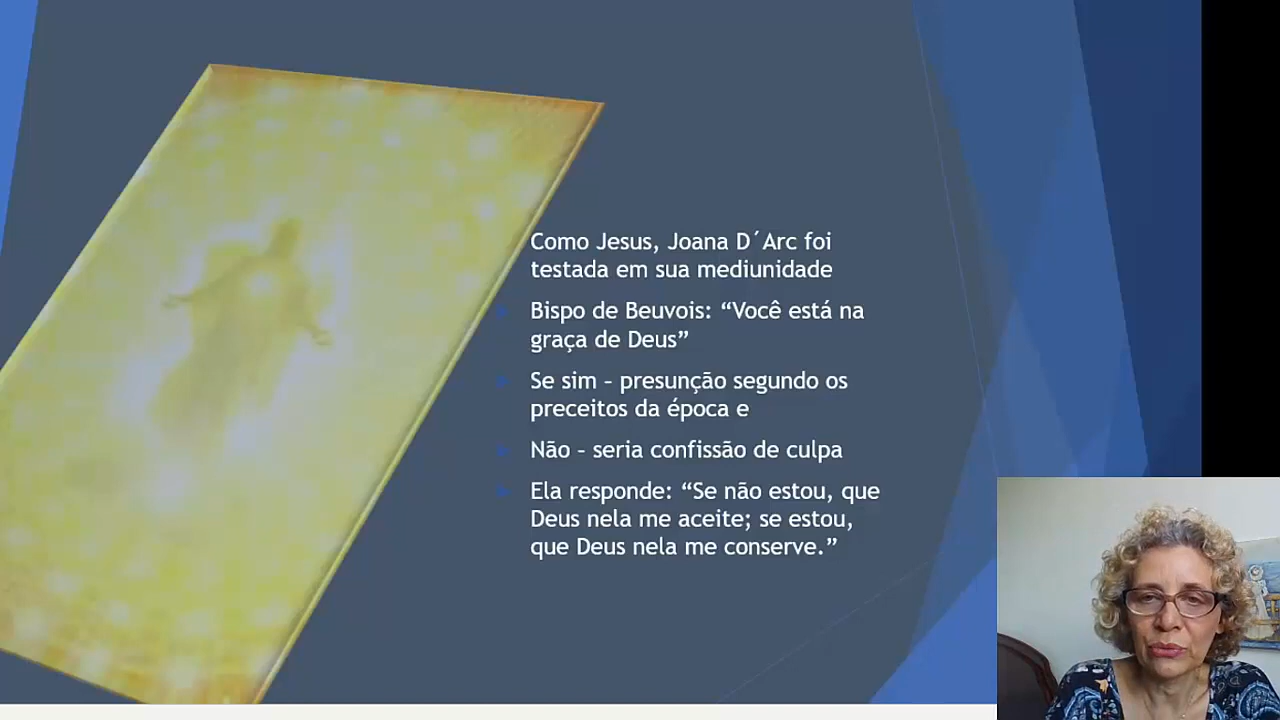 Como Jesus, Joana D´Arc foi
testada em sua mediunidade
Bispo de Beuvois: “Você está na
graça de Deus”
Se sim – presunção segundo os
preceitos da época e
Não – seria confissão de culpa
Ela responde: “Se não estou, que
Deus nela me aceite; se estou,
que Deus nela me conserve.”